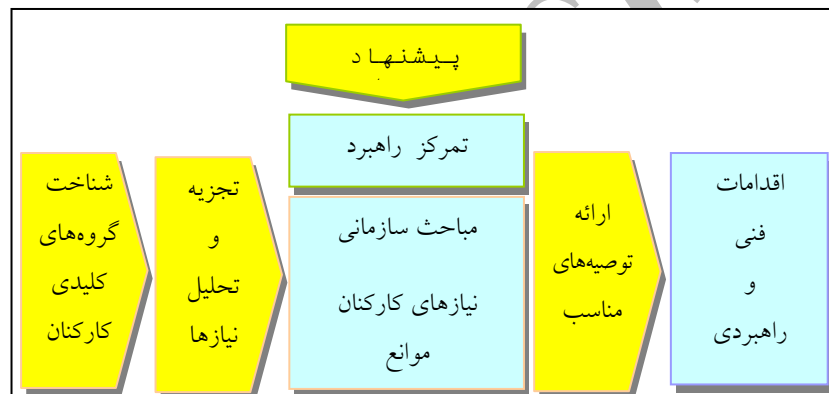 پیشنهاد
تمرکز راهبرد
شناخت
گروه‌های
کلیدی
کارکنان
تجزیه
و
تحلیل
نیازها
مباحث سازمانی
نیازهای کارکنان
موانع
ارائه
توصیه‌های
مناسب
اقدامات
فنی
و
راهبردی